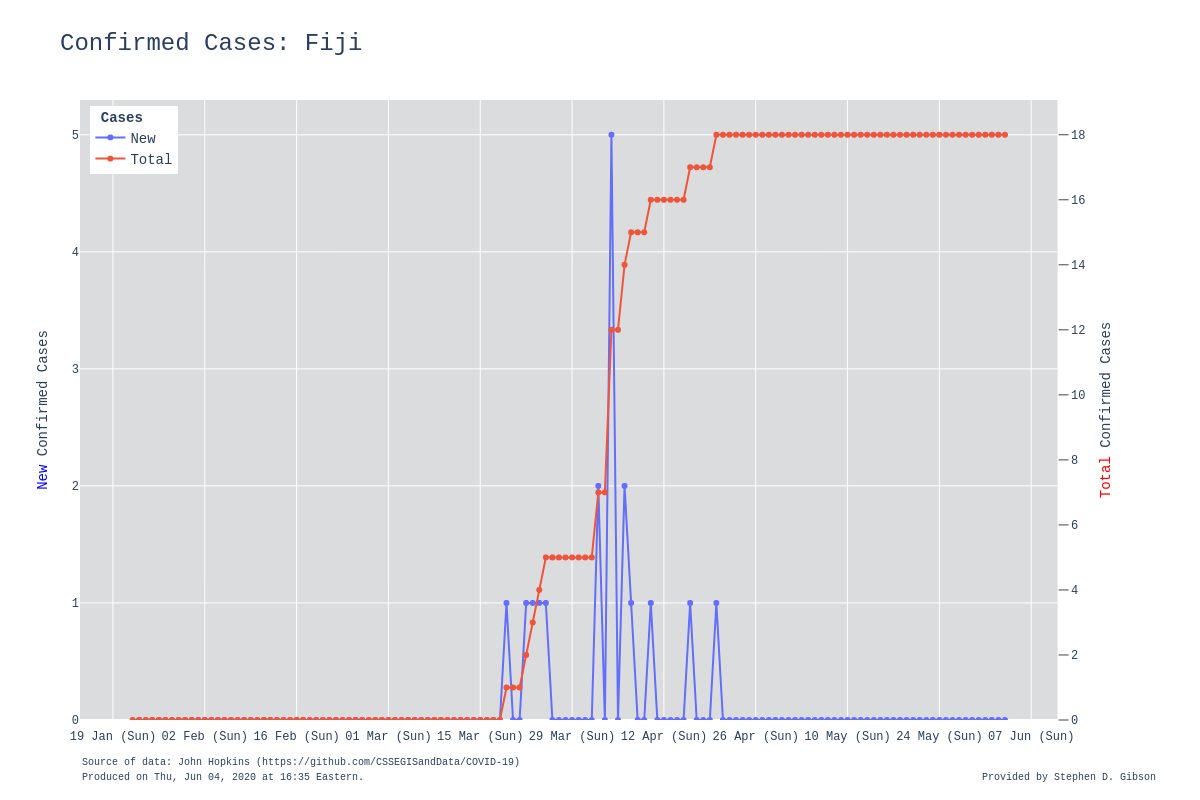 Confirmed Cases: Fiji
Cases
New
Total
5
4
3
2
1
0
New Confirmed Cases
18
16
14
12
10
8
6
4
2
0
Total Confirmed Cases
19 Jan (Sun) 02 Feb (Sun) 16 Feb (Sun) 01 Mar (Sun) 15 Mar (Sun) 29 Mar (Sun) 12 Apr (Sun) 26 Apr (Sun) 10 May (Sun) 24 May (Sun) 07 Jun (Sun)
Source of data: John Hopkins (https://github.com/CSSEGISandData/COVID-19)
Produced on Thu, Jun 04, 2020 at 16:35 Eastern.
Provided by Stephen D. Gibson